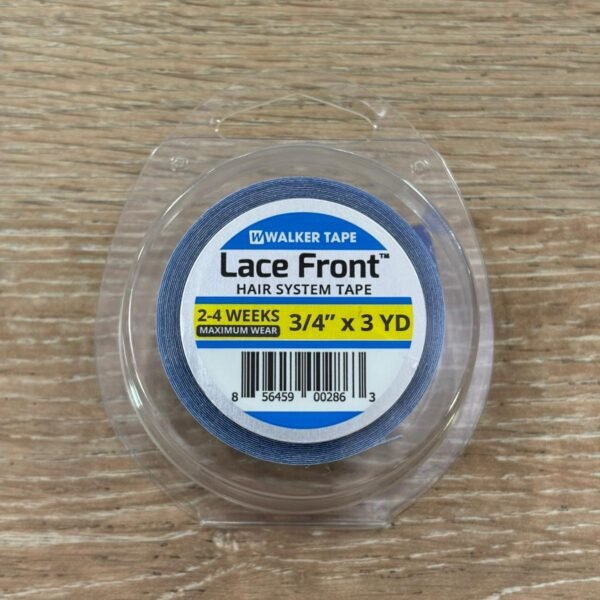 WALKER TAPE
Lace Front™
HAIR SYSTEM TAPE
2-4 WEEKS
MAXIMUM WEAR
3/4" x 3 YD
8 56459 00286 3